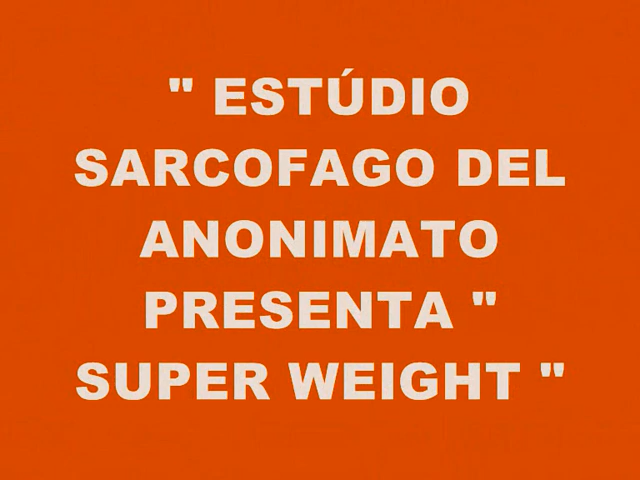 " ESTÚDIO
SARCOFAGO DEL
ANONIMATO
PRESENTA "
SUPER WEIGHT "